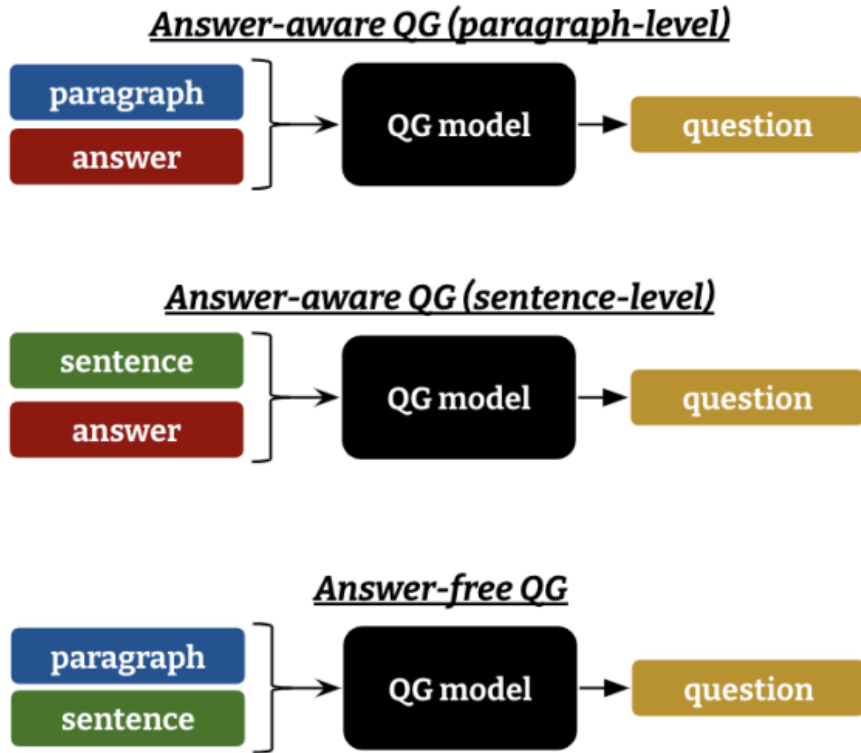 Answer-aware QG (paragraph-level)
paragraph
answer
QG model
question
Answer-aware QG (sentence-level)
sentence
answer
QG model
question
Answer-free QG
paragraph
sentence
QG model
question